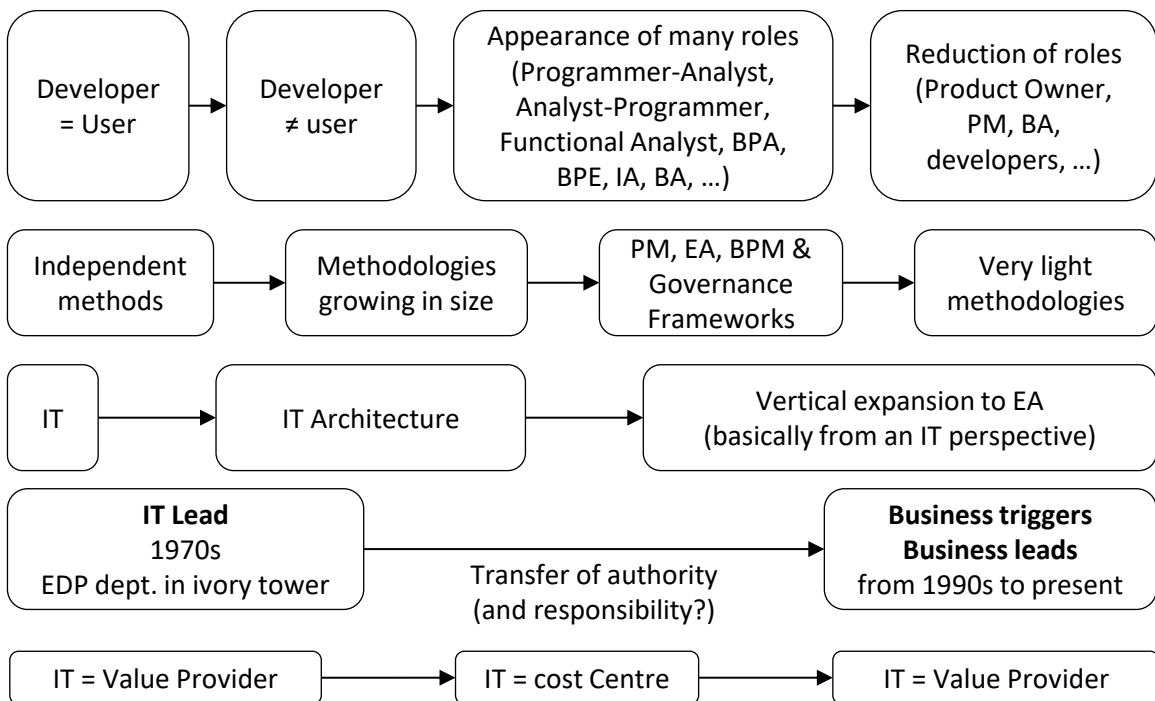 Developer
= User
Developer
≠ user
Appearance of many roles
(Programmer-Analyst,
Analyst-Programmer,
Functional Analyst, BPA,
BPE, IA, BA, …)
Reduction of roles
(Product Owner,
PM, BA,
developers, …)
Independent
methods
Methodologies
growing in size
PM, EA, BPM &
Governance
Frameworks
Very light
methodologies
IT
IT Architecture
Vertical expansion to EA
(basically from an IT perspective)
IT Lead
1970s
EDP dept. in ivory tower
Transfer of authority
(and responsibility?)
Business triggers
Business leads
from 1990s to present
IT = Value Provider
IT = cost Centre
IT = Value Provider